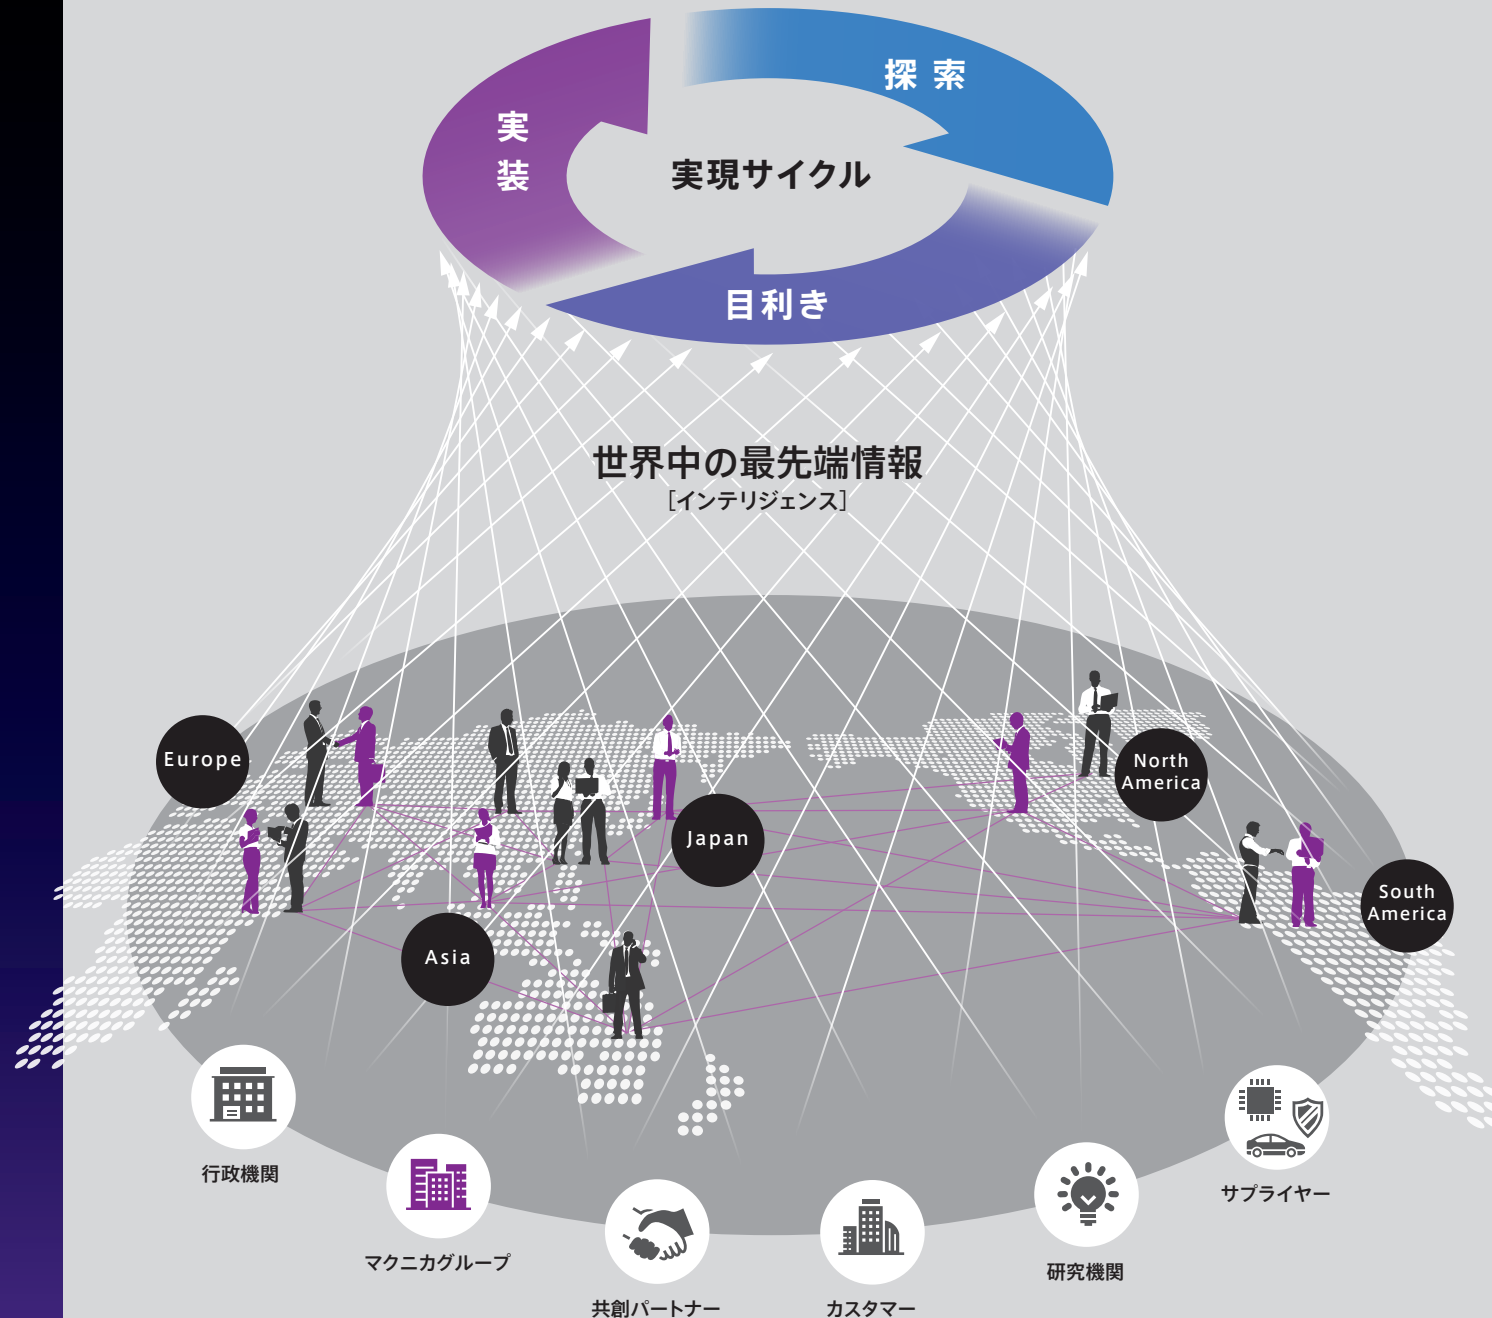 探索
実
装
実現サイクル
目利き
世界中の最先端情報
［インテリジェンス］
Europe
North
America
Japan
South
America
Asia
行政機関
サプライヤー
マクニカグループ
研究機関
共創パートナー
カスタマー